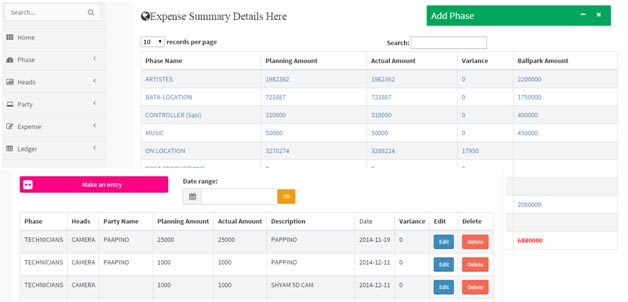 Search...
Home
Phase
Heads
Party
Expense
Ledger
Expense Summary Details Here
Add Phase
10 records per page
Search:
Phase Name Planning Amount Actual Amount Variance Ballpark Amount
ARTISTES 1982362 1982362 0 2200000
BATA-LOCATION 721887 721887 0 1750000
CONTROLLER (Sasi) 310000 310000 0 400000
MUSIC 50000 50000 0 450000
ON LOCATION 3270274 3288224 17950
2080000
6880000
Make an entry
Date range:
OK
Phase Heads Party Name Planning Amount Actual Amount Description Date Variance Edit Delete
TECHNICIANS CAMERA PAAPINO 25000 25000 PAPPINO 2014-11-19 0 Edit Delete
TECHNICIANS CAMERA PAAPINO 1000 1000 PAPPINO 2014-12-11 0 Edit Delete
TECHNICIANS CAMERA 1000 1000 SHYAM 5D CAM 2014-12-11 0 Edit Delete